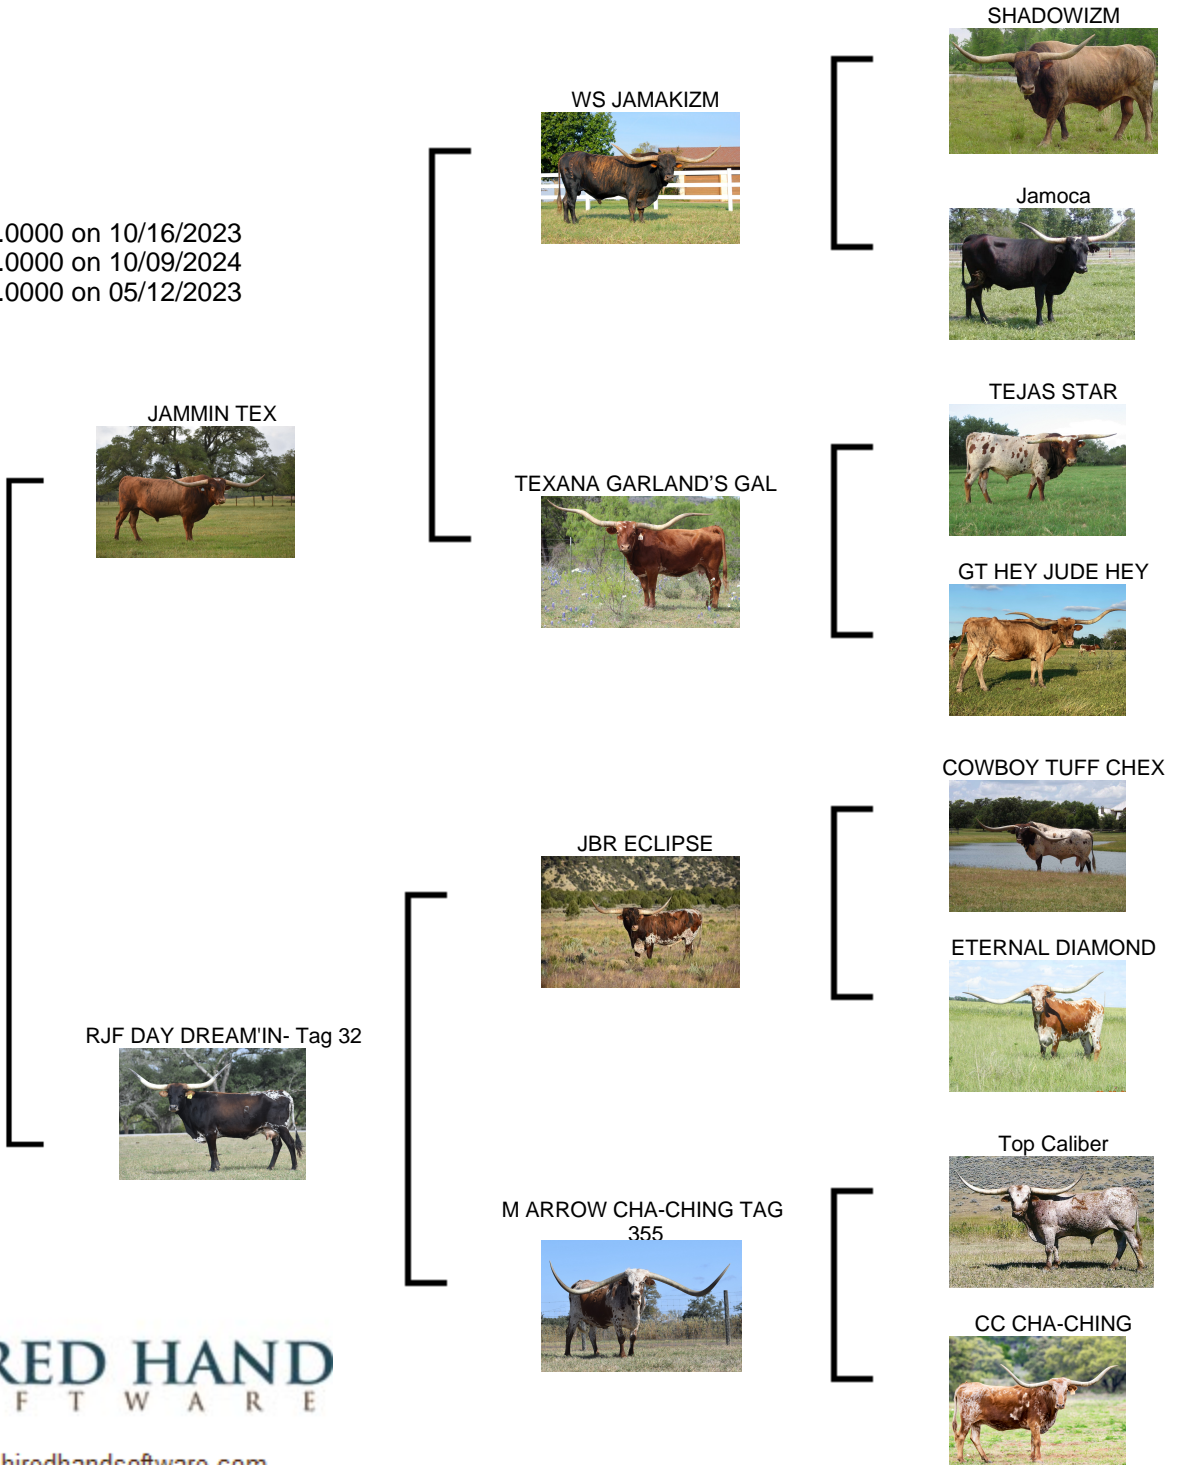 SHADOWIZM
WS JAMAKIZM
Jamoca
.0000 on 10/16/2023
.0000 on 10/09/2024
.0000 on 05/12/2023
TEJAS STAR
JAMMIN TEX
TEXANA GARLAND'S GAL
GT HEY JUDE HEY
COWBOY TUFF CHEX
JBR ECLIPSE
ETERNAL DIAMOND
RJF DAY DREAM'IN- Tag 32
Top Caliber
M ARROW CHA-CHING TAG
355
CC CHA-CHING
RED HAND
F T W A R E
hiredhandsoftware.com